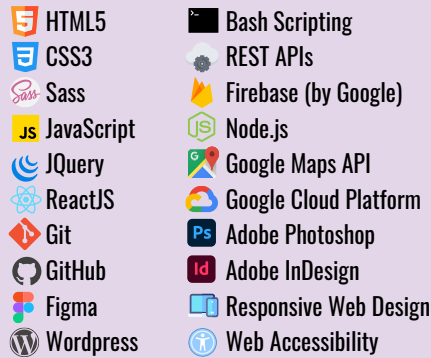 HTML5
CSS3
Sass
JavaScript
JQuery
ReactJS
Git
GitHub
Figma
Wordpress
Bash Scripting
REST APIs
Firebase (by Google)
Node.js
Google Maps API
Google Cloud Platform
Adobe Photoshop
Adobe InDesign
Responsive Web Design
Web Accessibility